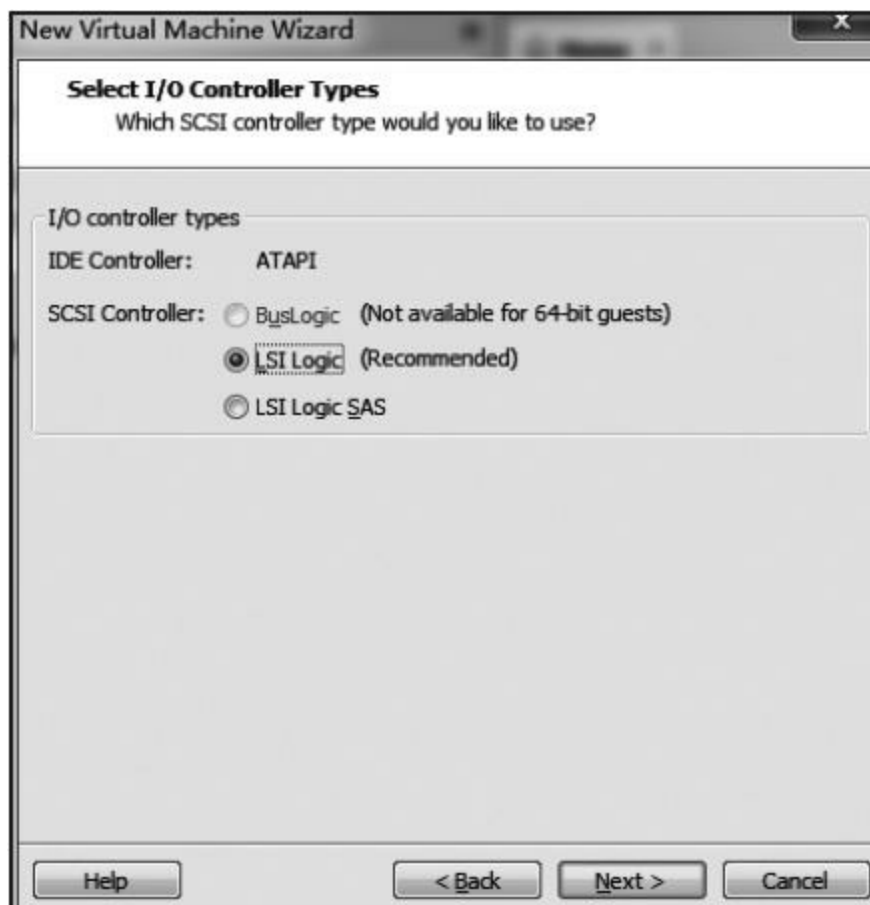 New Virtual Machine Wizard
Select I/O Controller Types
Which SCSI controller type would you like to use?
I/O controller types
IDE Controller: ATAPI
SCSI Controller: BusLogic (Not available for 64-bit guests)
LSI Logic (Recommended)
LSI Logic SAS
Help < Back Next > Cancel